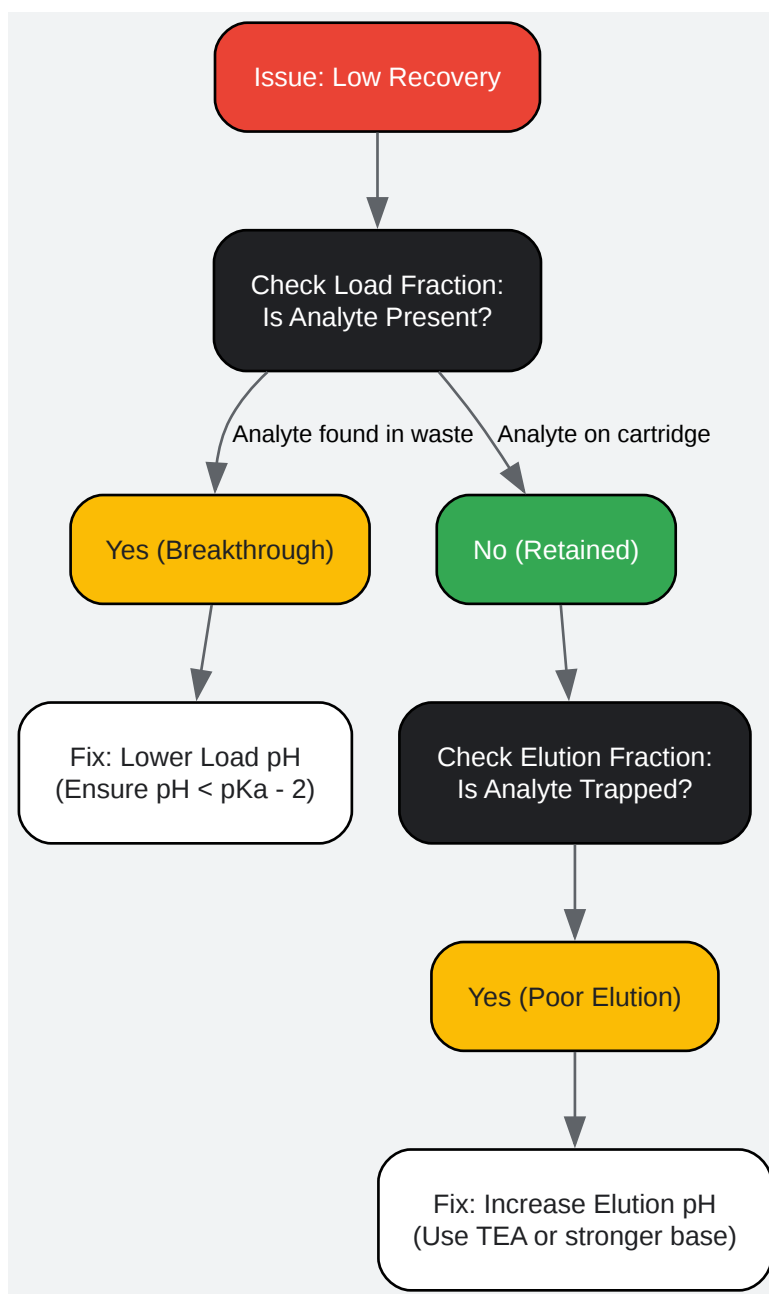 Issue: Low Recovery
Check Load Fraction:
Is Analyte Present?
Analyte found in waste
Analyte on cartridge
Yes (Breakthrough)
No (Retained)
Fix: Lower Load pH
(Ensure pH < pKa - 2)
Check Elution Fraction:
Is Analyte Trapped?
Yes (Poor Elution)
Fix: Increase Elution pH
(Use TEA or stronger base)